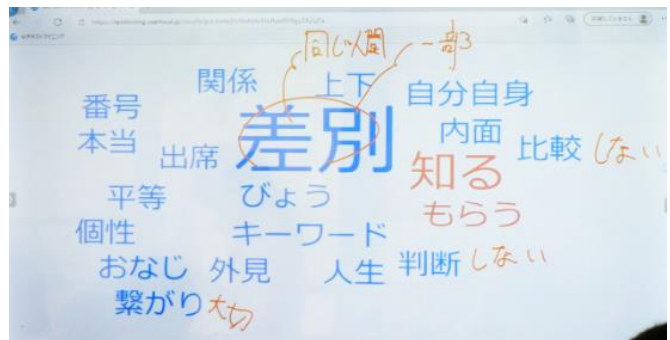 同じ人間
関係
上下
自分自身
番号
差別
内面
本当
出席
比較 しない
知る
平等
びょう
もらう
個性
キーワード
おなじ
外見
人生
判断 しない
繋がり 大切